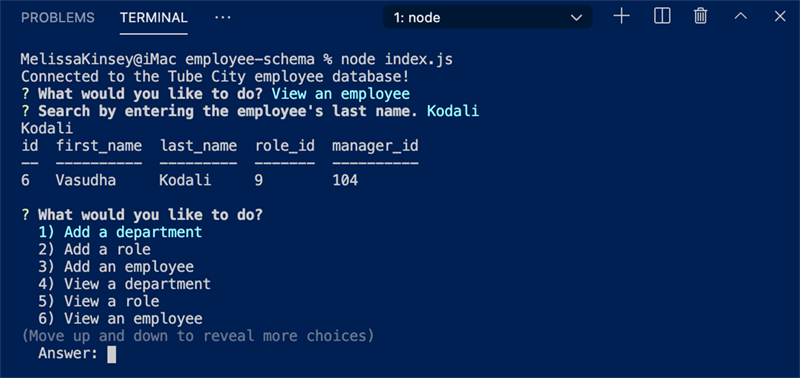 PROBLEMS TERMINAL ··· 1: node
MelissaKinsey@iMac employee-schema % node index.js
Connected to the Tube City employee database!
? What would you like to do? View an employee
? Search by entering the employee's last name. Kodali
Kodali
id first_name last_name role_id manager_id
-- ---------- --------- ------- ----------
6 Vasudha Kodali 9 104
? What would you like to do?
1) Add a department
2) Add a role
3) Add an employee
4) View a department
5) View a role
6) View an employee
(Move up and down to reveal more choices)
Answer: